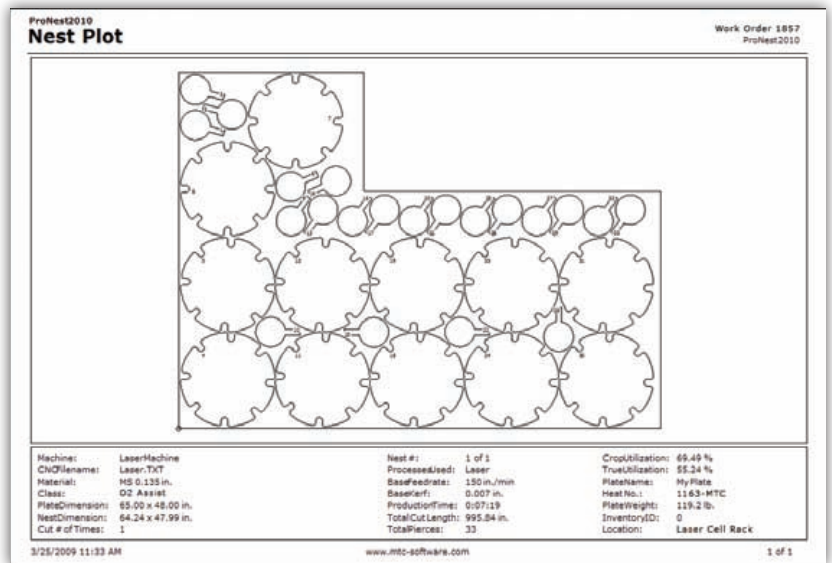 ProNest2010
Nest Plot
Work Order 1857
ProNest2010
Machine: LaserMachine
CNCFilename: Laser.TXT
Material: MS 0.135 in.
Class: O2 Assist
PlateDimension: 65.00 x 48.00 in.
NestDimension: 64.24 x 47.99 in.
Cut # of Times: 1
Nest #: 1 of 1
ProcessesUsed: Laser
BaseFeedrate: 150 in./min
BaseKerf: 0.007 in.
ProductionTime: 0:07:19
TotalCutLength: 995.84 in.
TotalPierces: 33
CropUtilization: 69.49 %
TrueUtilization: 55.24 %
PlateName: MyPlate
Heat No.: 1163-MTC
PlateWeight: 119.2 lb.
InventoryID: 0
Location: Laser Cell Rack
3/25/2009 11:33 AM
www.mtc-software.com
1 of 1